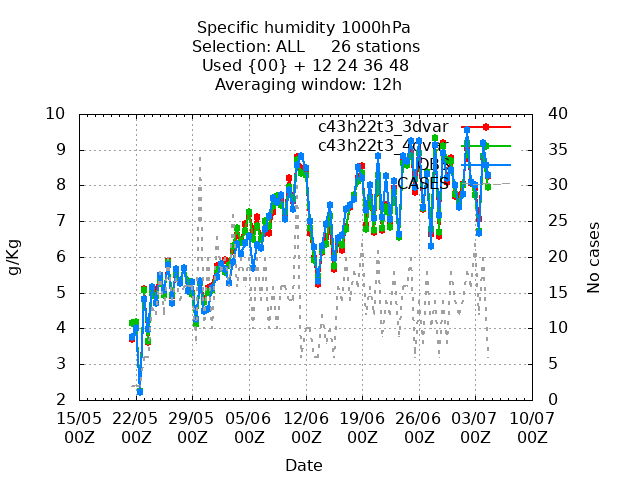 Specific humidity 1000hPa
Selection: ALL 26 stations
Used {00} + 12 24 36 48
Averaging window: 12h
c43h22t3_3dvar
c43h22t3_4dvar
OBS
CASES
g/Kg
10
9
8
7
6
5
4
3
2
No cases
40
35
30
25
20
15
10
5
0
15/05 22/05 29/05 05/06 12/06 19/06 26/06 03/07 10/07
00Z 00Z 00Z 00Z 00Z 00Z 00Z 00Z 00Z
Date